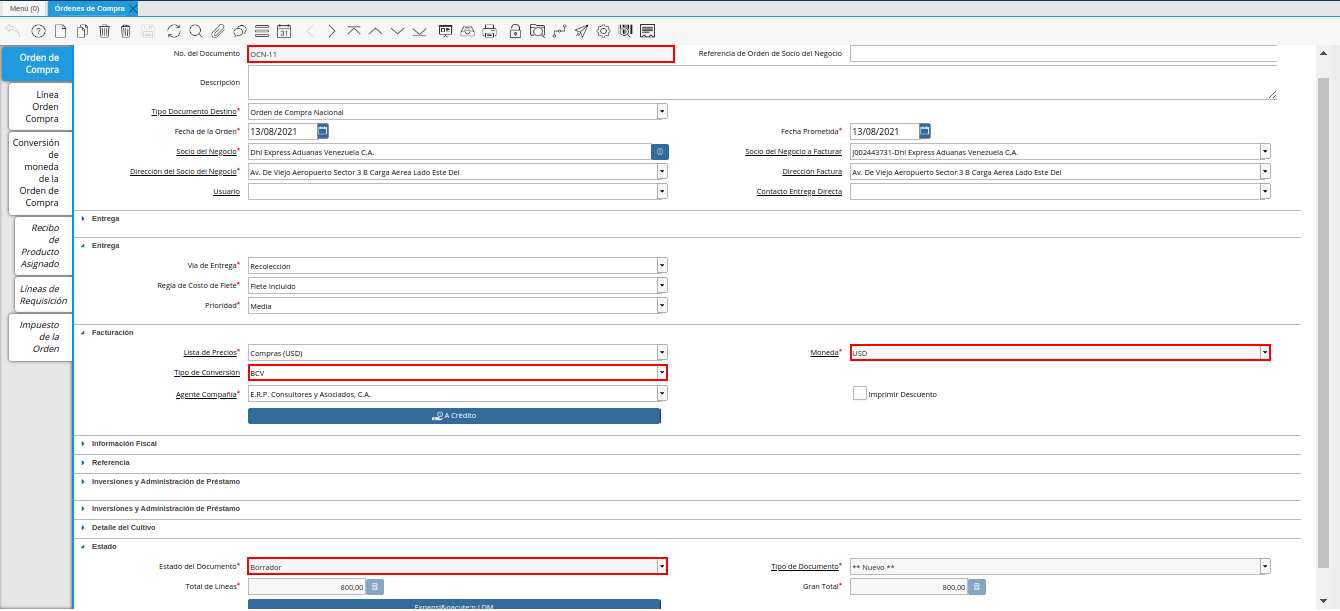 Menú (0) Órdenes de Compra
Orden de
Compra
Línea
Orden
Compra
Conversión
de
moneda
de la
Orden de
Compra
Recibo
de
Producto
Asignado
Líneas de
Requisición
Impuesto
de la
Orden
31
No. del Documento OCN-11 Referencia de Orden de Socio del Negocio
Descripción
Tipo Documento Destino* Orden de Compra Nacional
Fecha de la Orden* 13/08/2021 Fecha Prometida* 13/08/2021
Socio del Negocio* Dhl Express Aduanas Venezuela C.A. Socio del Negocio a Facturar J002443731-Dhl Express Aduanas Venezuela C.A.
Dirección del Socio del Negocio* Av. De Viejo Aeropuerto Sector 3 B Carga Aerea Lado Este Del Dirección Factura Av. De Viejo Aeropuerto Sector 3 B Carga Aerea Lado Este Del
Usuario Contacto Entrega Directa
Entrega
Entrega
Vía de Entrega* Recolección
Regla de Costo de Flete* Flete Incluido
Prioridad* Media
Facturación
Lista de Precios* Compras (USD) Moneda* USD
Tipo de Conversión BCV
Agente Compañía* E.R.P. Consultores y Asociados, C.A. Imprimir Descuento
A Crédito
Información Fiscal
Referencia
Inversiones y Administración de Préstamo
Inversiones y Administración de Préstamo
Detalle del Cultivo
Estado
Estado del Documento* Borrador Tipo de Documento* ** Nuevo **
Total de Líneas* 800,00 Gran Total* 800,00
Expansi&oacute;n LDM